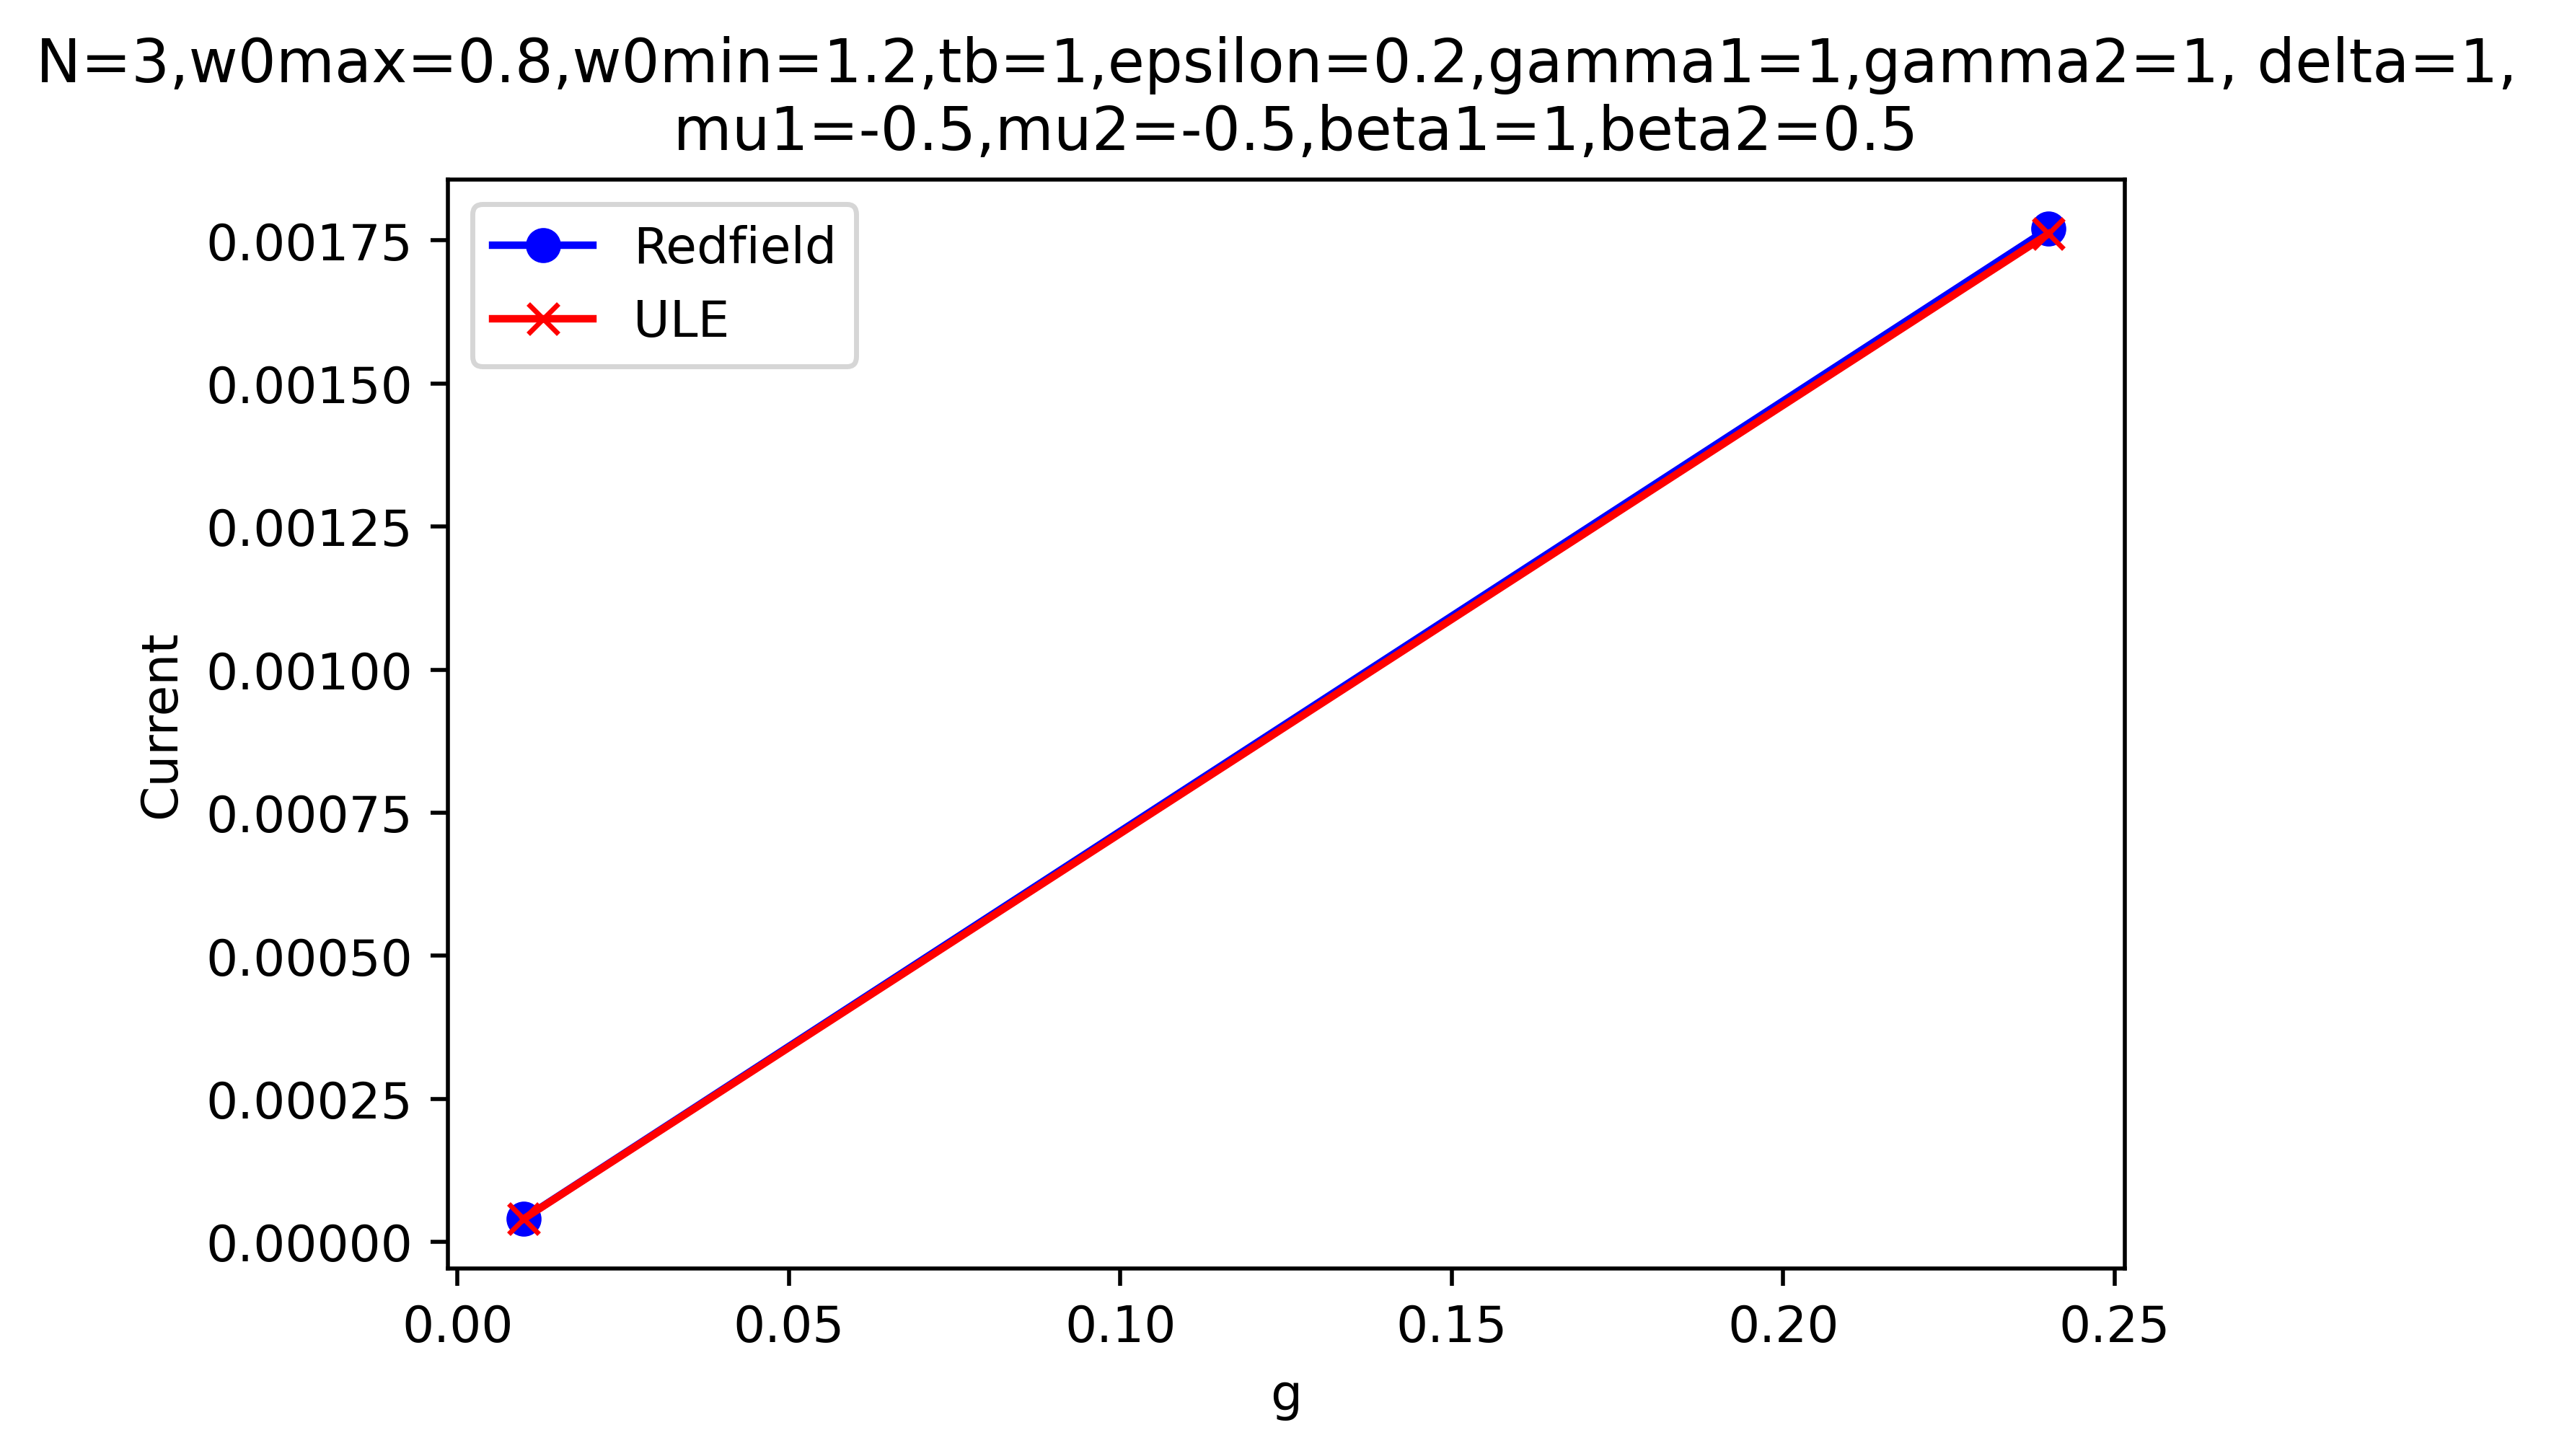 N=3,w0max=0.8,w0min=1.2,tb=1,epsilon=0.2,gamma1=1,gamma2=1, delta=1,
mu1=-0.5,mu2=-0.5,beta1=1,beta2=0.5
Redfield
ULE
0.00175
0.00150
0.00125
0.00100
0.00075
0.00050
0.00025
0.00000
Current
0.00
0.05
0.10
0.15
0.20
0.25
g